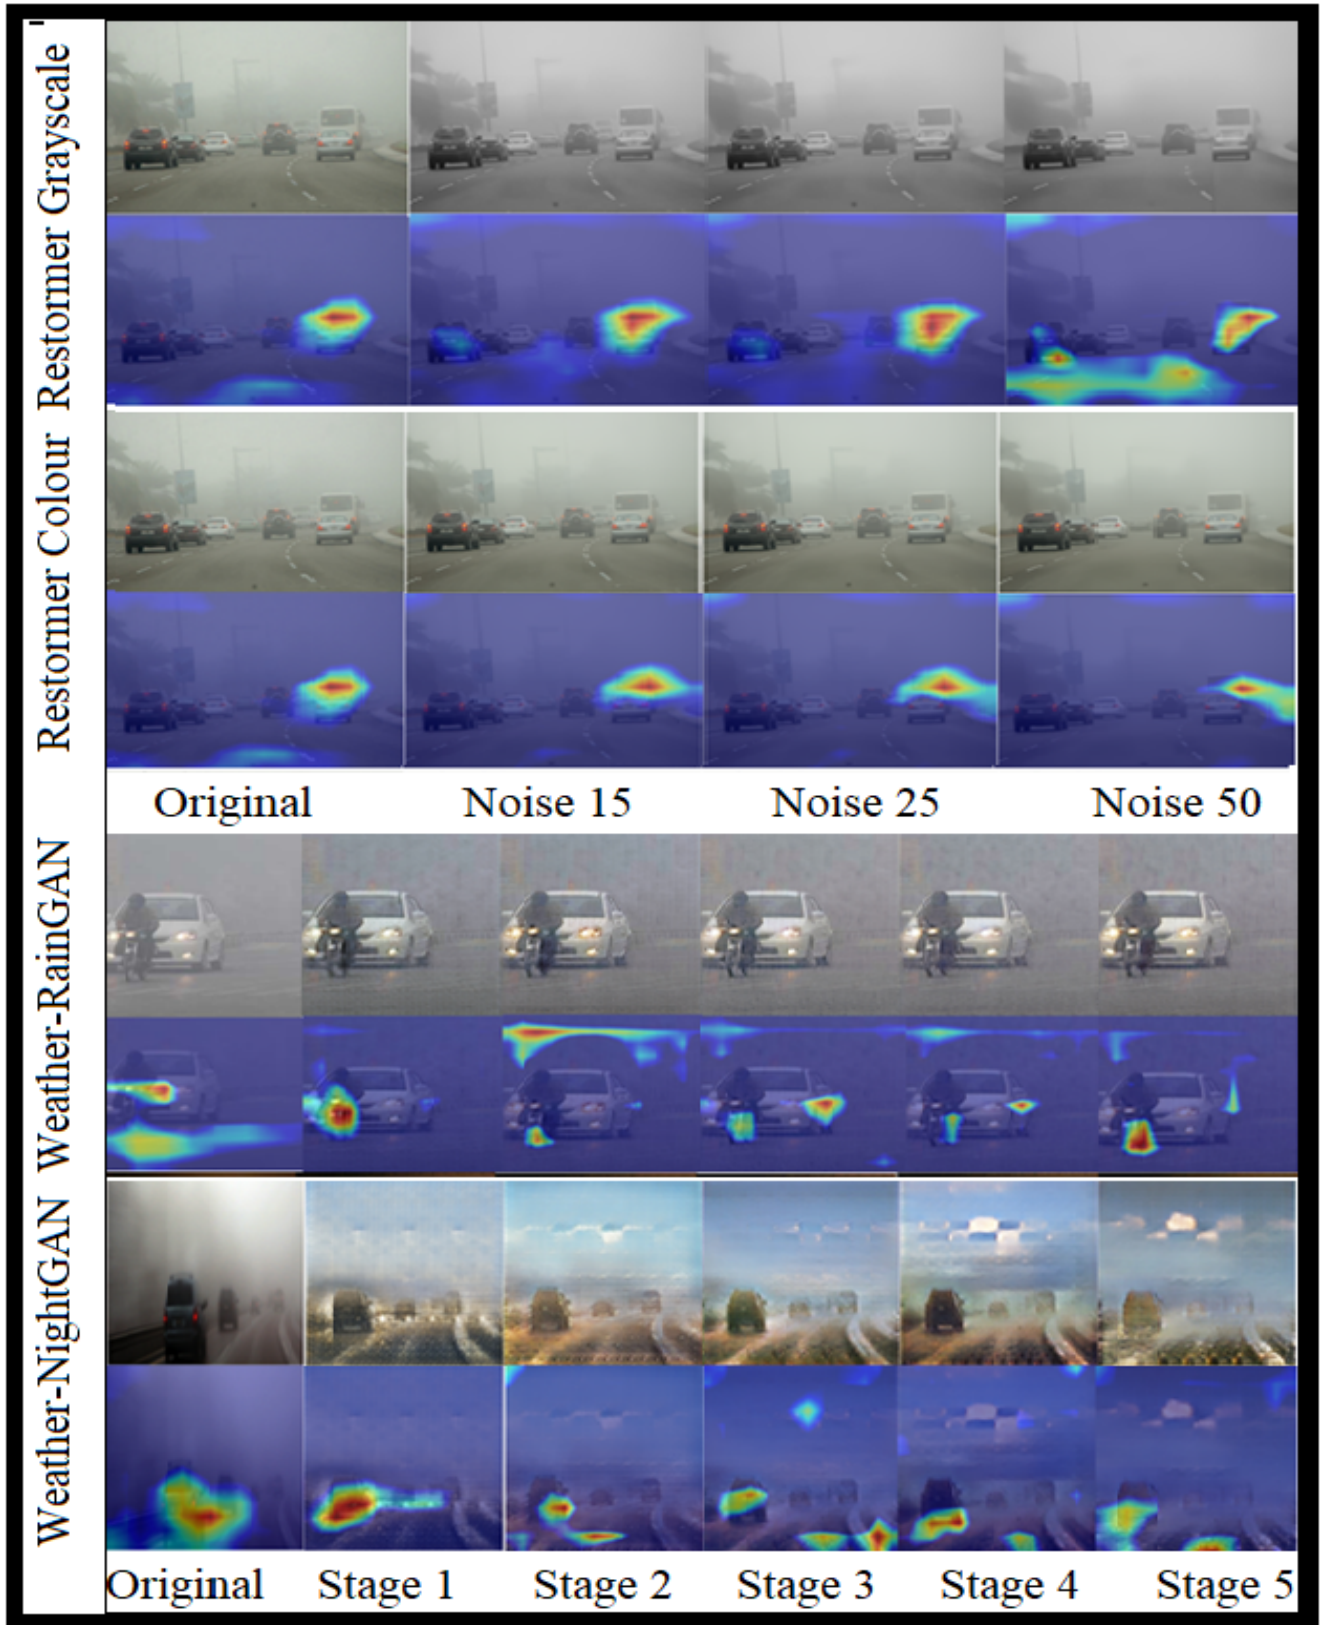 Restormer Grayscale
Restormer Colour
Original Noise 15 Noise 25 Noise 50
Weather-RainGAN
Weather-NightGAN
Original Stage 1 Stage 2 Stage 3 Stage 4 Stage 5